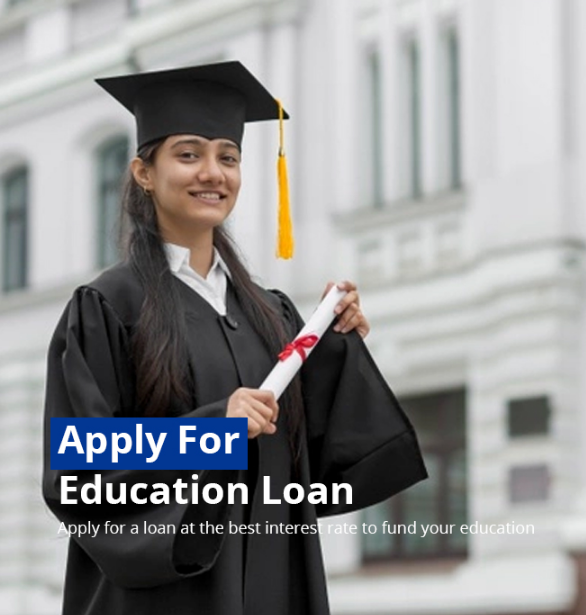 Apply For
Education Loan
Apply for a loan at the best interest rate to fund your education